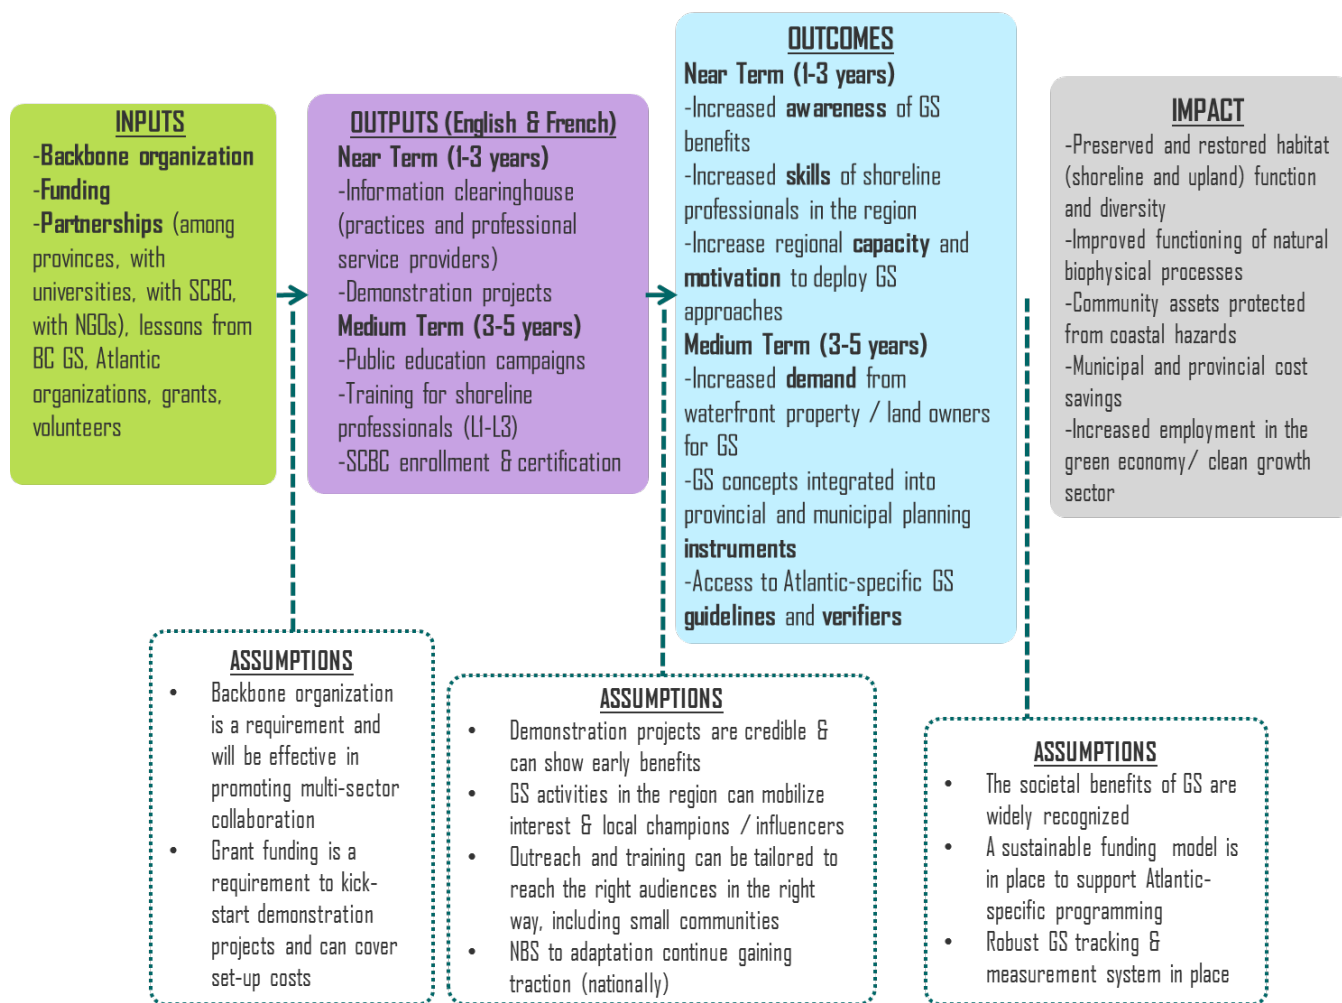 INPUTS
-Backbone organization
-Funding
-Partnerships (among
provinces, with
universities, with SCBC,
with NGOs), lessons from
BC GS, Atlantic
organizations, grants,
volunteers
OUTPUTS (English & French)
Near Term (1-3 years)
-Information clearinghouse
(practices and professional
service providers)
-Demonstration projects
Medium Term (3-5 years)
-Public education campaigns
-Training for shoreline
professionals (L1-L3)
-SCBC enrollment & certification
OUTCOMES
Near Term (1-3 years)
-Increased awareness of GS
benefits
-Increased skills of shoreline
professionals in the region
-Increase regional capacity and
motivation to deploy GS
approaches
Medium Term (3-5 years)
-Increased demand from
waterfront property / land owners
for GS
-GS concepts integrated into
provincial and municipal planning
instruments
-Access to Atlantic-specific GS
guidelines and verifiers
IMPACT
-Preserved and restored habitat
(shoreline and upland) function
and diversity
-Improved functioning of natural
biophysical processes
-Community assets protected
from coastal hazards
-Municipal and provincial cost
savings
-Increased employment in the
green economy/ clean growth
sector
ASSUMPTIONS
• Backbone organization
is a requirement and
will be effective in
promoting multi-sector
collaboration
• Grant funding is a
requirement to kick-
start demonstration
projects and can cover
set-up costs
ASSUMPTIONS
• Demonstration projects are credible &
can show early benefits
• GS activities in the region can mobilize
interest & local champions / influencers
• Outreach and training can be tailored to
reach the right audiences in the right
way, including small communities
• NBS to adaptation continue gaining
traction (nationally)
ASSUMPTIONS
• The societal benefits of GS are
widely recognized
• A sustainable funding model is
in place to support Atlantic-
specific programming
• Robust GS tracking &
measurement system in place